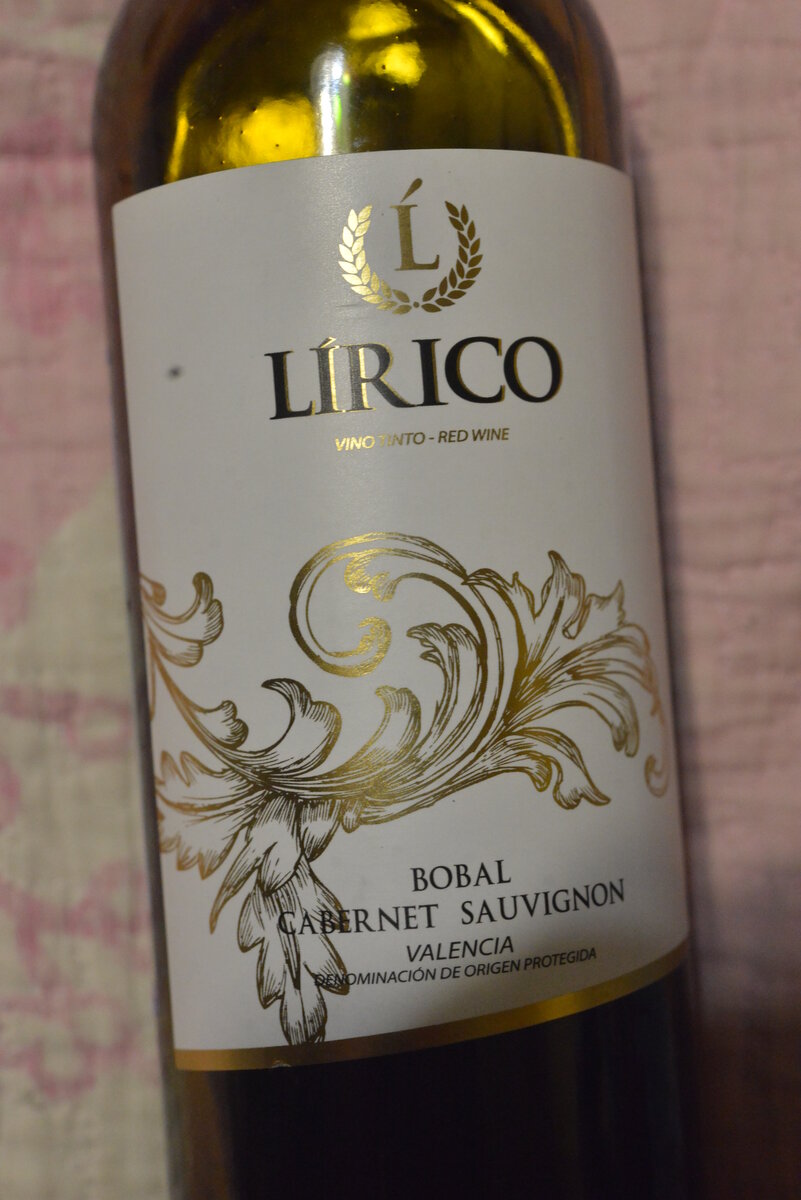 Ĺ
LÍRICO
VINO TINTO - RED WINE
BOBAL
CABERNET SAUVIGNON
VALENCIA
DENOMINACIÓN DE ORIGEN PROTEGIDA